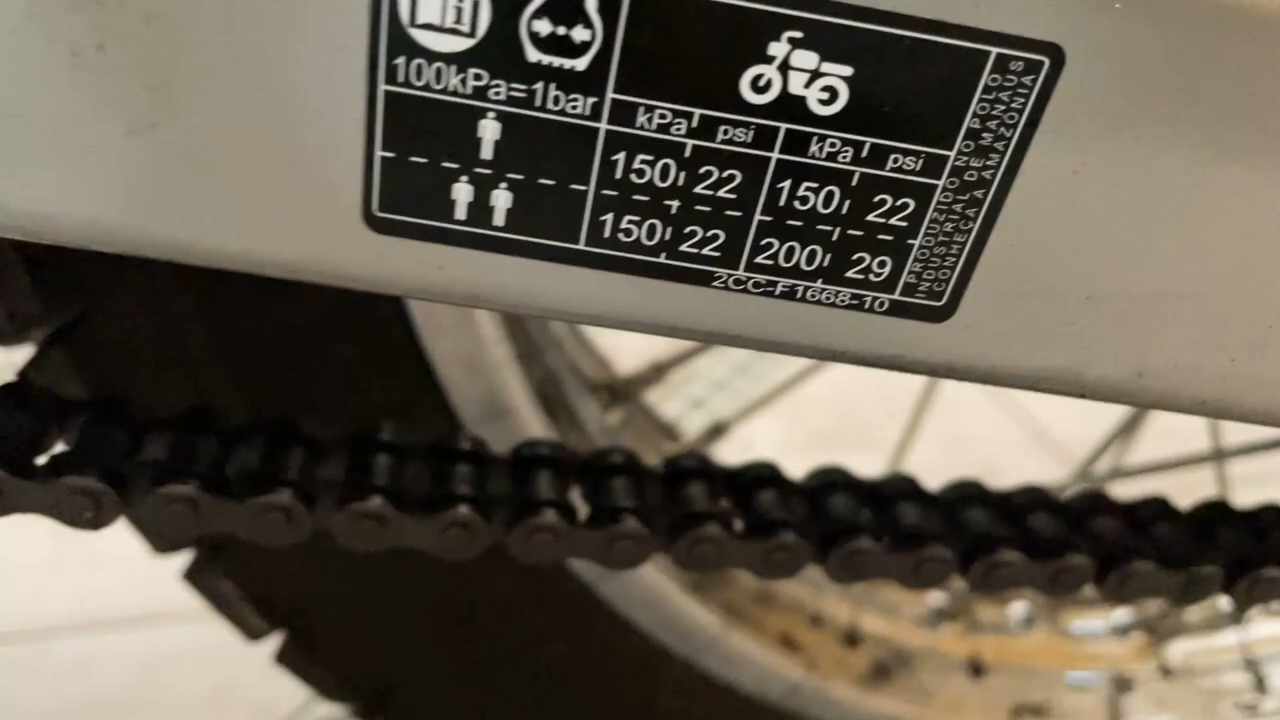 100kPa=1bar
kPa psi kPa psi
150 22 150 22
150 22 200 29
2CC-F1668-10
PRODUZIDO NO POLO
INDUSTRIAL DE MANAUS
CONHEÇA A AMAZÔNIA